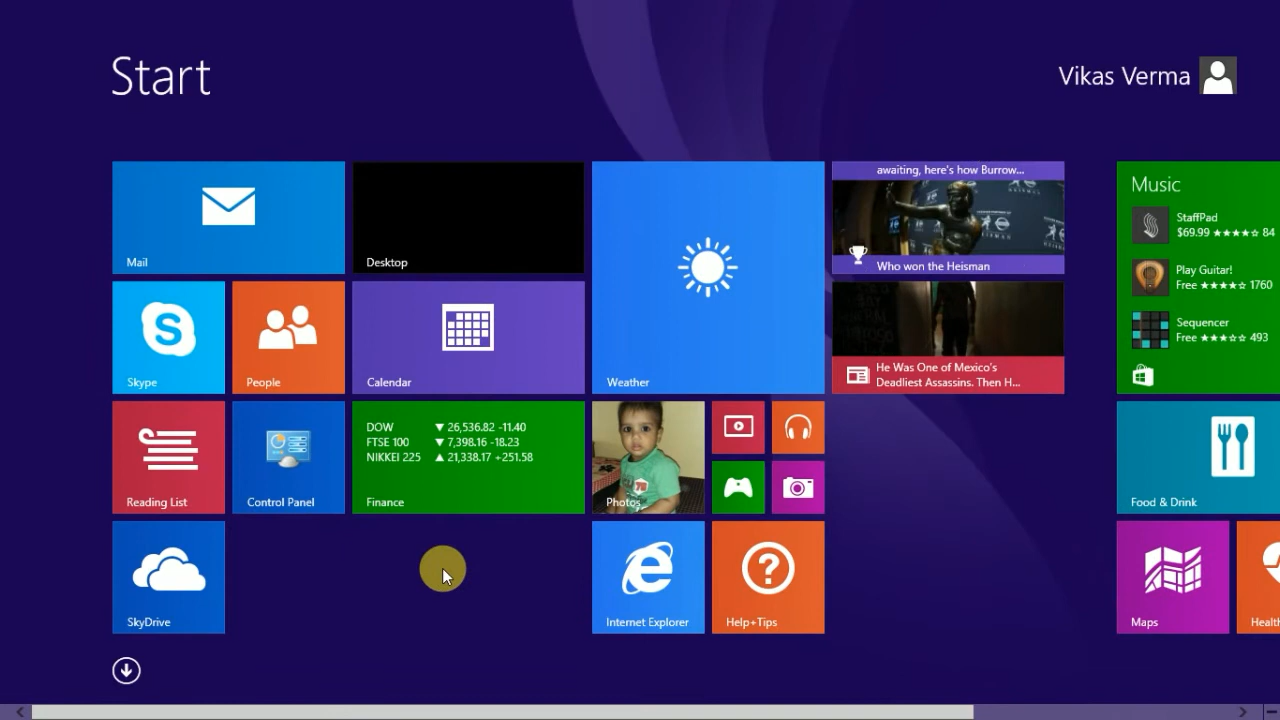 Start
Vikas Verma
Mail
Desktop
Weather
awaiting, here's how Burrow...
Who won the Heisman
Music
StaffPad
$69.99 ★★★★☆ 84
Play Guitar!
Free ★★★★☆ 1760
Sequencer
Free ★★★☆☆ 493
Skype
People
Calendar
He Was One of Mexico's
Deadliest Assassins. Then H...
Reading List
Control Panel
DOW ▼ 26,536.82 -11.40
FTSE 100 ▼ 7,398.16 -18.23
NIKKEI 225 ▲ 21,338.17 +251.58
Finance
Photos
Food & Drink
SkyDrive
Internet Explorer
Help+Tips
Maps
Health